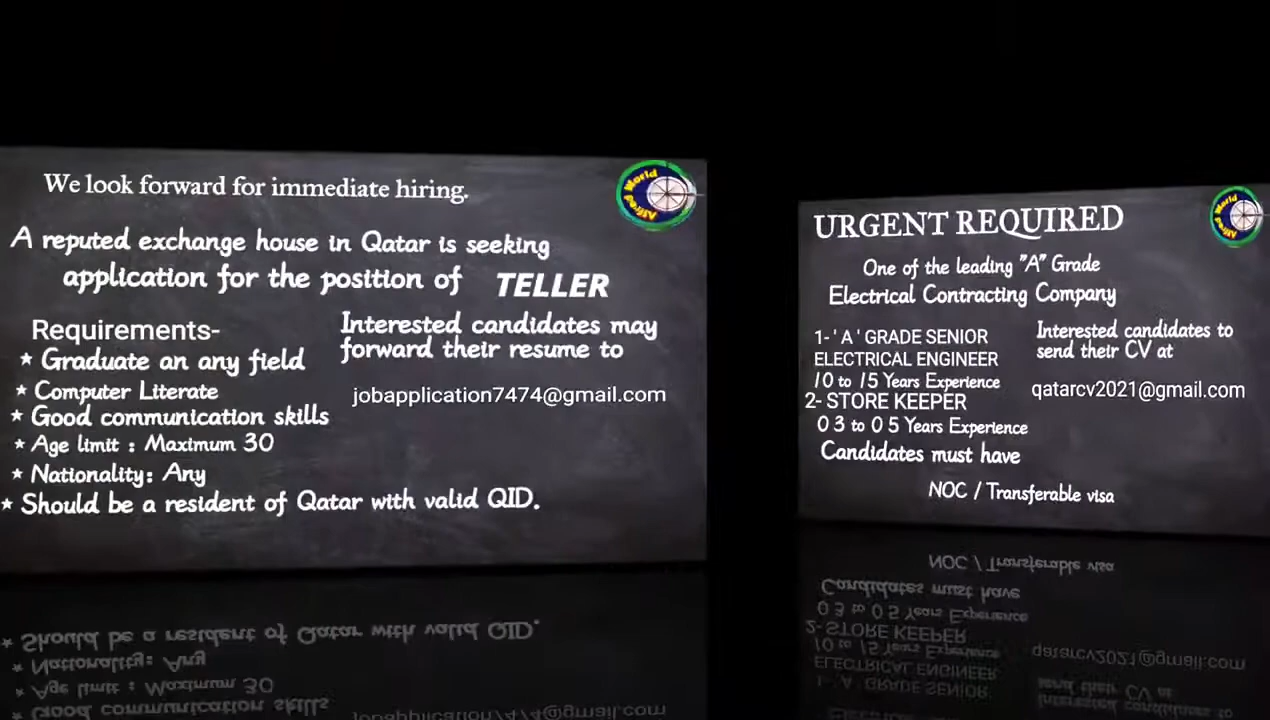 We look forward for immediate hiring.
A reputed exchange house in Qatar is seeking
application for the position of TELLER
Requirements-
★ Graduate an any field
★ Computer Literate
★ Good communication skills
★ Age limit : Maximum 30
★ Nationality: Any
★ Should be a resident of Qatar with valid QID.
Interested candidates may
forward their resume to
jobapplication7474@gmail.com
Alfred World
URGENT REQUIRED
One of the leading "A" Grade
Electrical Contracting Company
1- ' A ' GRADE SENIOR
ELECTRICAL ENGINEER
10 to 15 Years Experience
2- STORE KEEPER
0 3 to 0 5 Years Experience
Candidates must have
NOC / Transferable visa
Interested candidates to
send their CV at
qatarcv2021@gmail.com
Alfred World